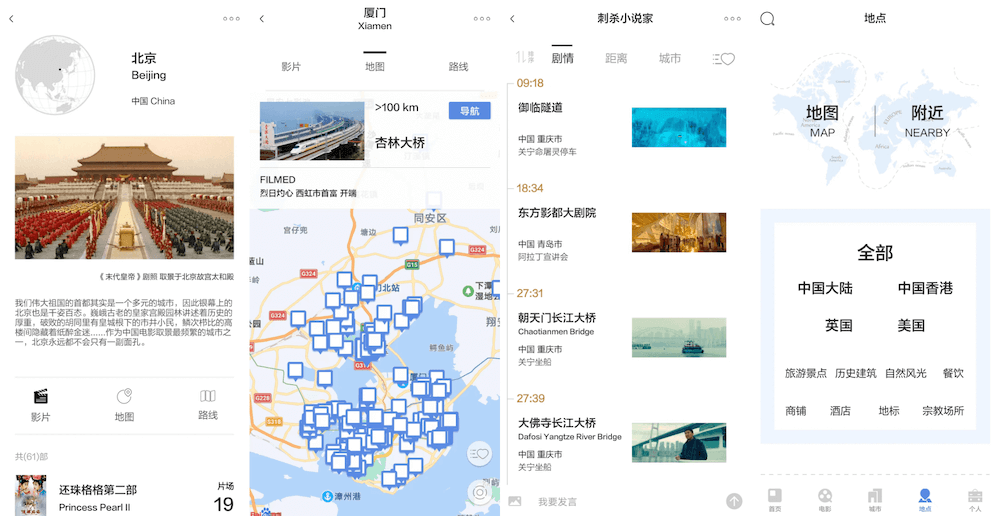 北京
Beijing
中国 China
《末代皇帝》剧照 取景于北京故宫太和殿
我们伟大祖国的首都其实是一个多元的城市，因此银幕上的
北京也是千姿百态。巍峨古老的皇家宫殿园林讲述着历史的
厚重，破败的胡同里有皇城根下的市井小民，鳞次栉比的高
楼间隐藏着纸醉金迷……作为中国电影取景最频繁的城市之
一，北京永远都不会只有一副面孔。
影片
地图
路线
共(61)部
还珠格格第二部
Princess Pearl II
片场
19
厦门
Xiamen
影片
地图
路线
>100 km
导航
杏林大桥
FILMED
烈日灼心 西虹市首富 开端
同安区
宫仔兜
塘边
G324
G324
G15
门北站
下潭
湿地公
翔安
鳄鱼屿
G319
厦门
G228
S318
漳州港
百度
刺杀小说家
排序
剧情
距离
城市
09:18
御临隧道
中国 重庆市
关宁命屠灵停车
18:34
东方影都大剧院
中国 青岛市
阿拉丁宣讲会
27:31
朝天门长江大桥
Chaotianmen Bridge
中国 重庆市
关宁坐船
27:39
大佛寺长江大桥
Dafosi Yangtze River Bridge
中国 重庆市
关宁坐船
我要发言
地点
地图
MAP
附近
NEARBY
全部
中国大陆
中国香港
英国
美国
旅游景点 历史建筑 自然风光 餐饮
商铺 酒店 地标 宗教场所
首页
电影
城市
地点
个人